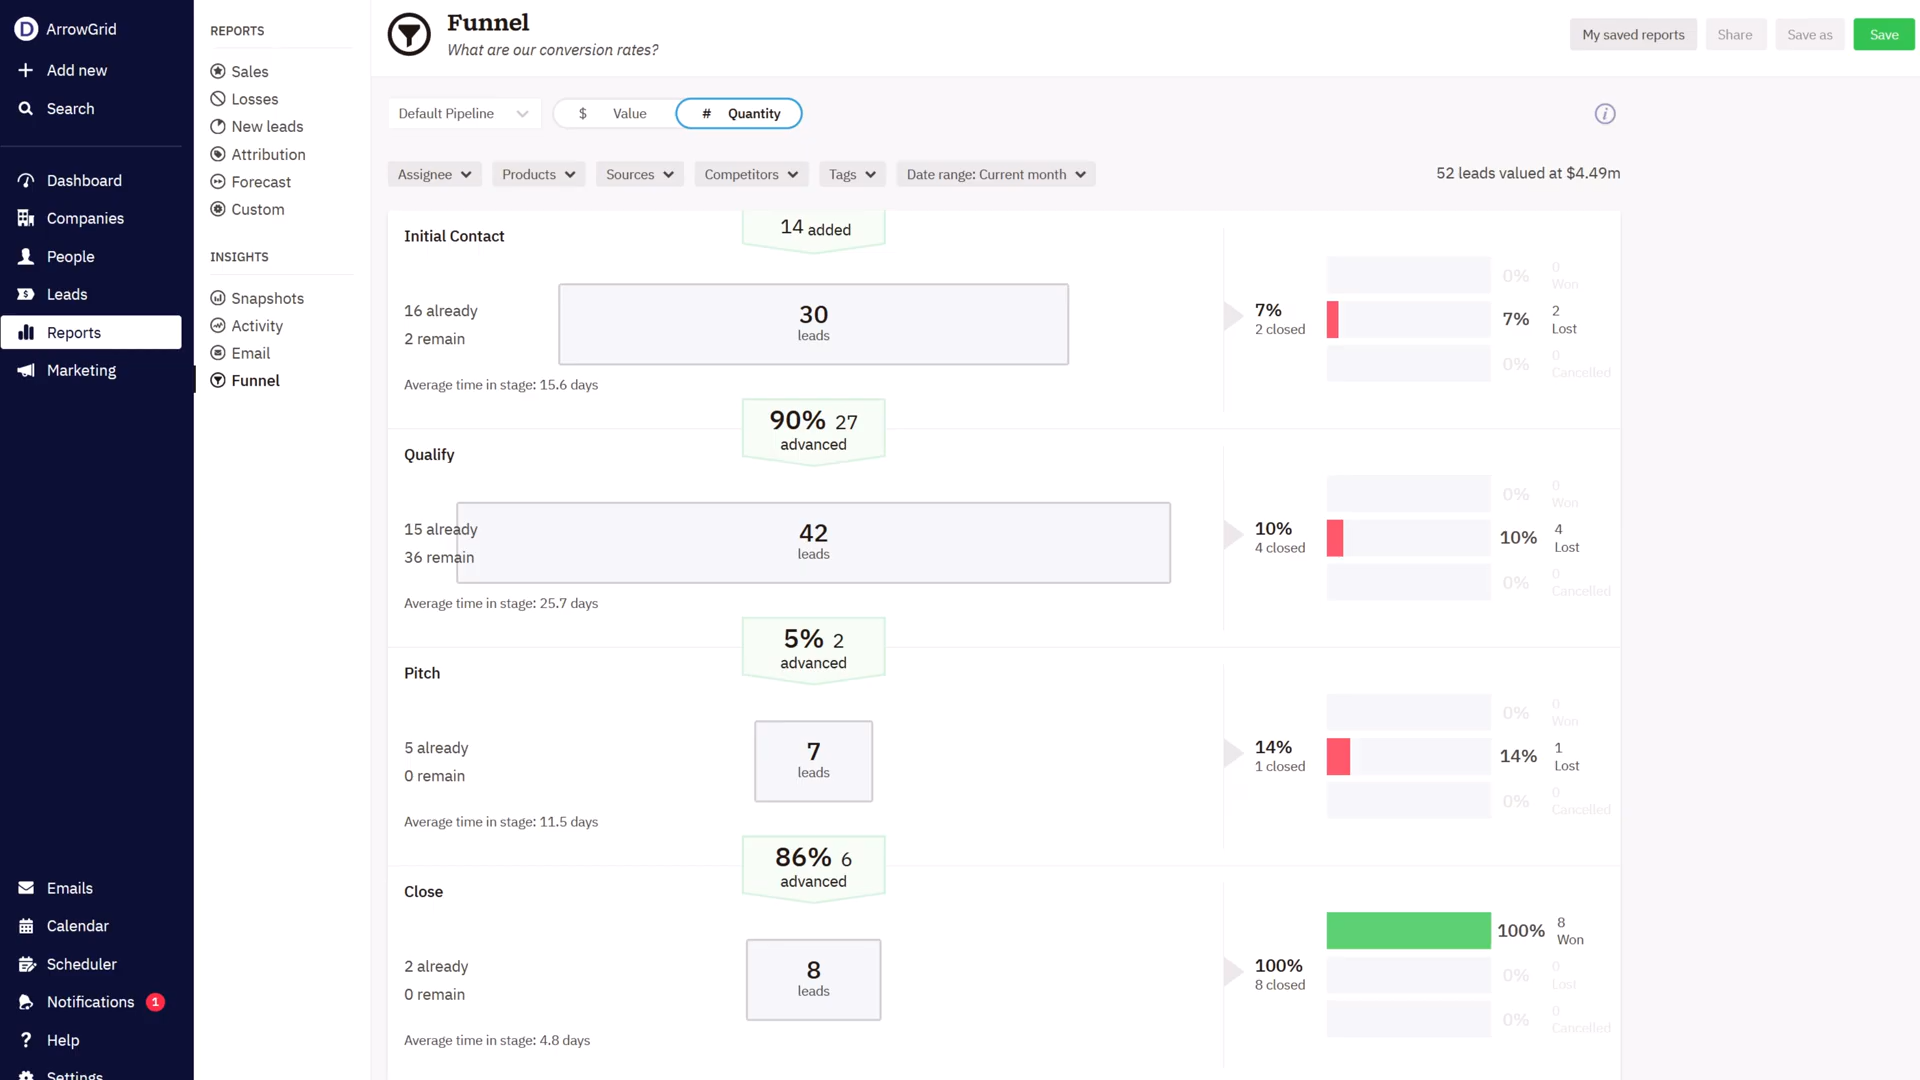 ArrowGrid
Add new
Search
Dashboard
Companies
People
Leads
Reports
Marketing
Emails
Calendar
Scheduler
Notifications 1
Help
Settings
REPORTS
Sales
Losses
New leads
Attribution
Forecast
Custom
INSIGHTS
Snapshots
Activity
Email
Funnel
Funnel
What are our conversion rates?
My saved reports
Share
Save as
Save
Default Pipeline
$ Value
# Quantity
Assignee
Products
Sources
Competitors
Tags
Date range: Current month
52 leads valued at $4.49m
Initial Contact
14 added
16 already
2 remain
30
leads
Average time in stage: 15.6 days
7%
2 closed
0% 0 Won
7% 2 Lost
0% 0 Cancelled
90% 27
advanced
Qualify
15 already
36 remain
42
leads
Average time in stage: 25.7 days
10%
4 closed
0% 0 Won
10% 4 Lost
0% 0 Cancelled
5% 2
advanced
Pitch
5 already
0 remain
7
leads
Average time in stage: 11.5 days
14%
1 closed
0% 0 Won
14% 1 Lost
0% 0 Cancelled
86% 6
advanced
Close
2 already
0 remain
8
leads
Average time in stage: 4.8 days
100%
8 closed
100% 8 Won
0% 0 Lost
0% 0 Cancelled